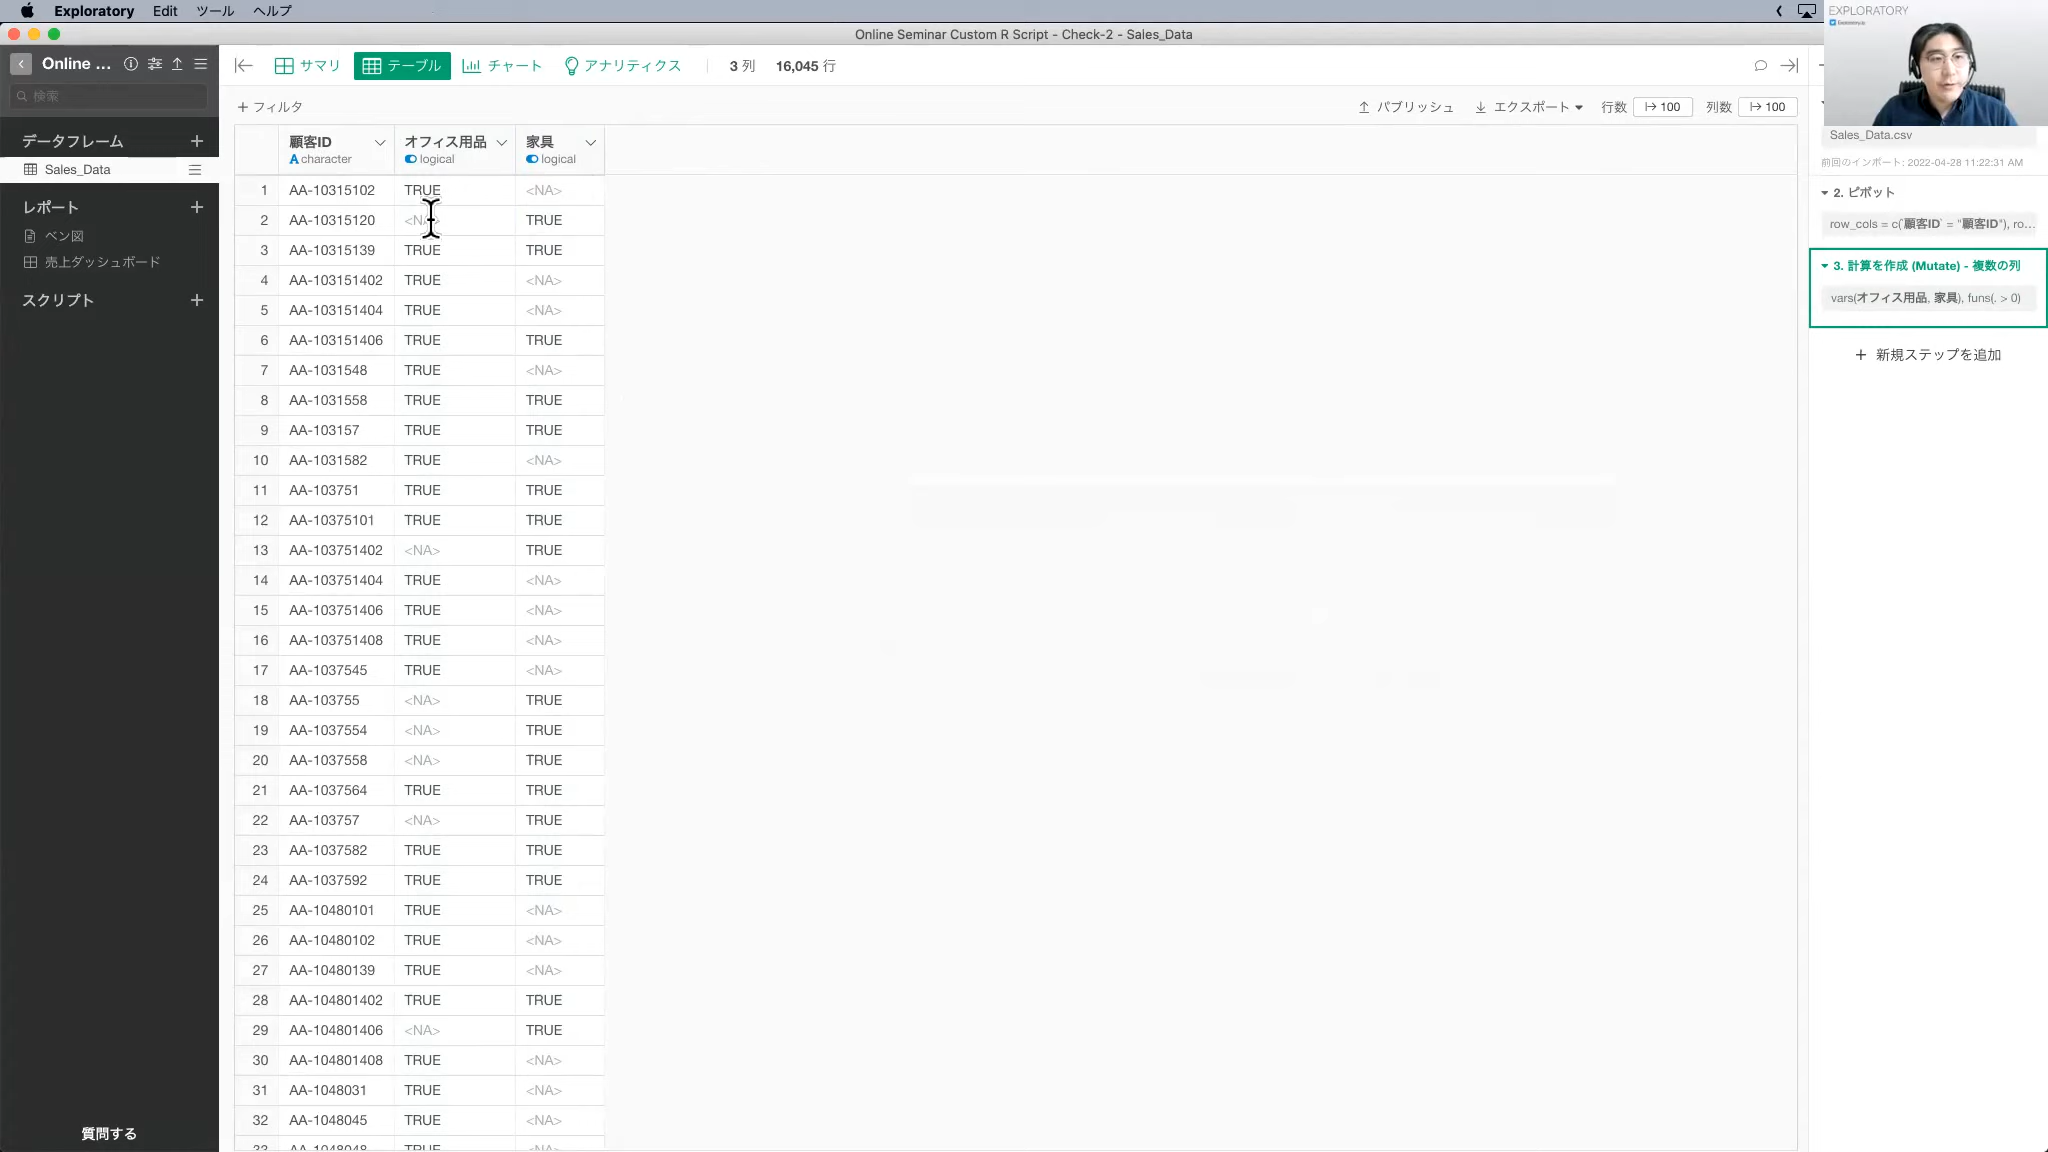 Exploratory Edit ツール ヘルプ
Online Seminar Custom R Script - Check-2 - Sales_Data
EXPLORATORY
Online ...
検索
データフレーム
Sales_Data
レポート
ベン図
売上ダッシュボード
スクリプト
質問する
サマリ テーブル チャート アナリティクス 3 列 16,045 行
+ フィルタ パブリッシュ エクスポート 行数 100 列数 100
顧客ID オフィス用品 家具
A character logical logical
1 AA-10315102 TRUE <NA>
2 AA-10315120 TRUE
3 AA-10315139 TRUE TRUE
4 AA-103151402 TRUE <NA>
5 AA-103151404 TRUE <NA>
6 AA-103151406 TRUE TRUE
7 AA-1031548 TRUE <NA>
8 AA-1031558 TRUE TRUE
9 AA-103157 TRUE TRUE
10 AA-1031582 TRUE <NA>
11 AA-103751 TRUE TRUE
12 AA-10375101 TRUE TRUE
13 AA-103751402 <NA> TRUE
14 AA-103751404 TRUE <NA>
15 AA-103751406 TRUE <NA>
16 AA-103751408 TRUE <NA>
17 AA-1037545 TRUE <NA>
18 AA-103755 <NA> TRUE
19 AA-1037554 <NA> TRUE
20 AA-1037558 <NA> TRUE
21 AA-1037564 TRUE TRUE
22 AA-103757 <NA> TRUE
23 AA-1037582 TRUE TRUE
24 AA-1037592 TRUE TRUE
25 AA-10480101 TRUE <NA>
26 AA-10480102 TRUE <NA>
27 AA-10480139 TRUE <NA>
28 AA-104801402 TRUE TRUE
29 AA-104801406 <NA> TRUE
30 AA-104801408 TRUE <NA>
31 AA-1048031 TRUE <NA>
32 AA-1048045 TRUE <NA>
33 AA-1048048 TRUE <NA>
Sales_Data.csv
前回のインポート: 2022-04-28 11:22:31 AM
2. ピボット
row_cols = c(`顧客ID` = "顧客ID"), ro...
3. 計算を作成 (Mutate) - 複数の列
vars(オフィス用品, 家具), funs(. > 0)
+ 新規ステップを追加